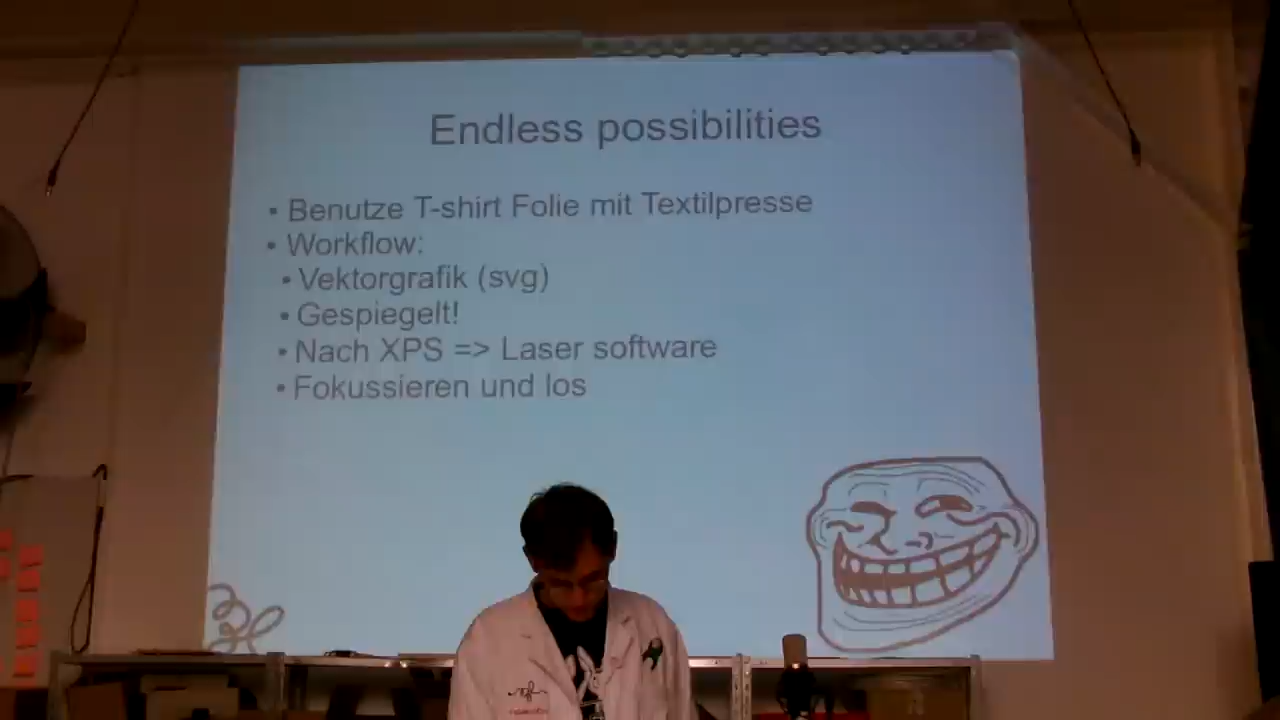 Endless possibilities
• Benutze T-shirt Folie mit Textilpresse
• Workflow:
• Vektorgrafik (svg)
• Gespiegelt!
• Nach XPS => Laser software
• Fokussieren und los